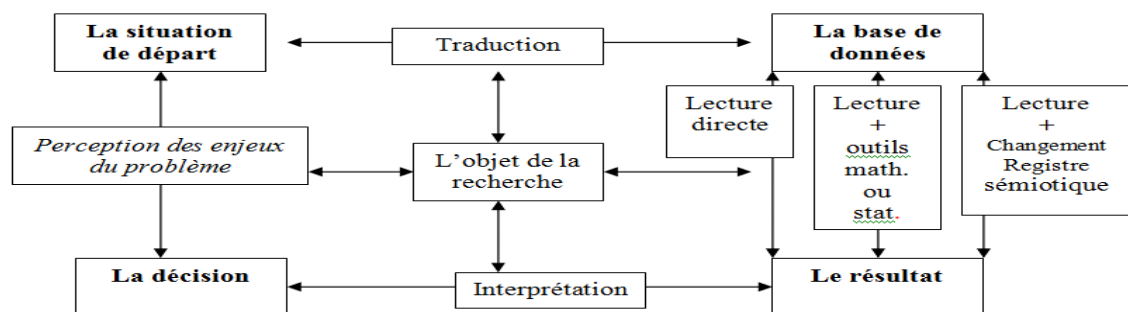 La situation
de départ
Traduction
La base de
données
Lecture
directe
Lecture
+
outils
math.
ou
stat.
Lecture
+
Changement
Registre
sémiotique
Perception des enjeux
du problème
L’objet de la
recherche
La décision
Interprétation
Le résultat